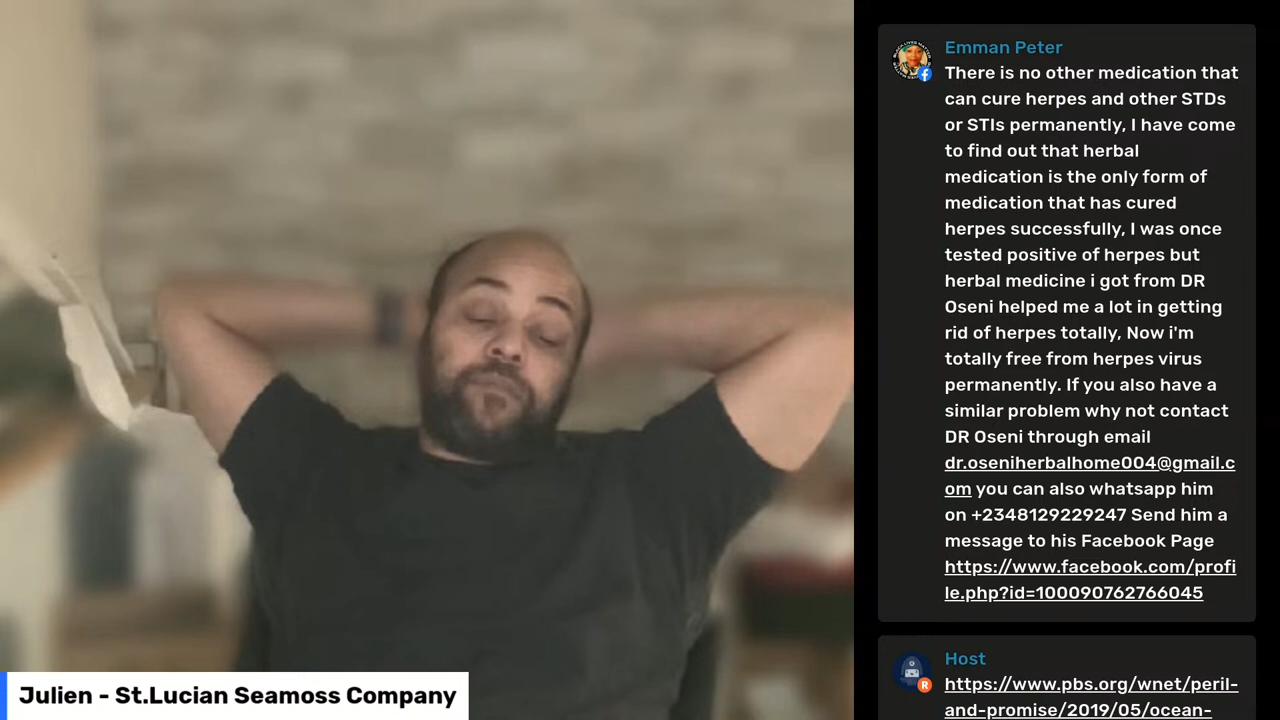 Emman Peter
There is no other medication that
can cure herpes and other STDs
or STIs permanently, I have come
to find out that herbal
medication is the only form of
medication that has cured
herpes successfully, I was once
tested positive of herpes but
herbal medicine i got from DR
Oseni helped me a lot in getting
rid of herpes totally, Now i'm
totally free from herpes virus
permanently. If you also have a
similar problem why not contact
DR Oseni through email
dr.oseniherbalhome004@gmail.c
om you can also whatsapp him
on +2348129229247 Send him a
message to his Facebook Page
https://www.facebook.com/profi
le.php?id=100090762766045
Host
https://www.pbs.org/wnet/peril-
and-promise/2019/05/ocean-
Julien - St.Lucian Seamoss Company